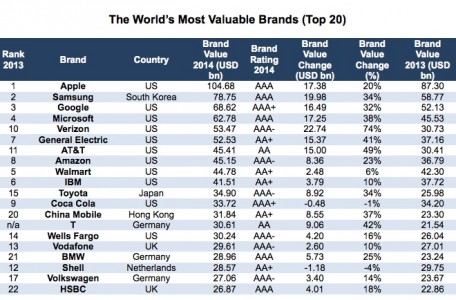 The World's Most Valuable Brands (Top 20)
Rank 2013 Brand Country Brand Value 2014 (USD bn) Brand Rating 2014 Brand Value Change (USD bn) Brand Value Change (%) Brand Value 2013 (USD bn)
1 Apple US 104.68 AAA 17.38 20% 87.30
2 Samsung South Korea 78.75 AAA 19.98 34% 58.77
3 Google US 68.62 AAA+ 16.49 32% 52.13
4 Microsoft US 62.78 AAA 17.25 38% 45.53
10 Verizon US 53.47 AAA- 22.74 74% 30.73
7 General Electric US 52.53 AA+ 15.37 41% 37.16
11 AT&T US 45.41 AA 15.00 49% 30.41
8 Amazon US 45.15 AAA- 8.36 23% 36.79
5 Walmart US 44.78 AA+ 2.48 6% 42.30
6 IBM US 41.51 AA+ 3.79 10% 37.72
15 Toyota Japan 34.90 AAA- 8.92 34% 25.98
9 Coca Cola US 33.72 AAA+ -0.48 -1% 34.20
20 China Mobile Hong Kong 31.84 AA+ 8.55 37% 23.30
n/a T Germany 30.61 AA 9.06 42% 21.54
14 Wells Fargo US 30.24 AAA- 4.20 16% 26.04
13 Vodafone UK 29.61 AAA- 2.60 10% 27.01
21 BMW Germany 28.96 AAA 5.73 25% 23.24
12 Shell Netherlands 28.57 AA+ -1.18 -4% 29.75
17 Volkswagen Germany 27.06 AAA- 3.40 14% 23.67
22 HSBC UK 26.87 AAA 4.01 18% 22.86